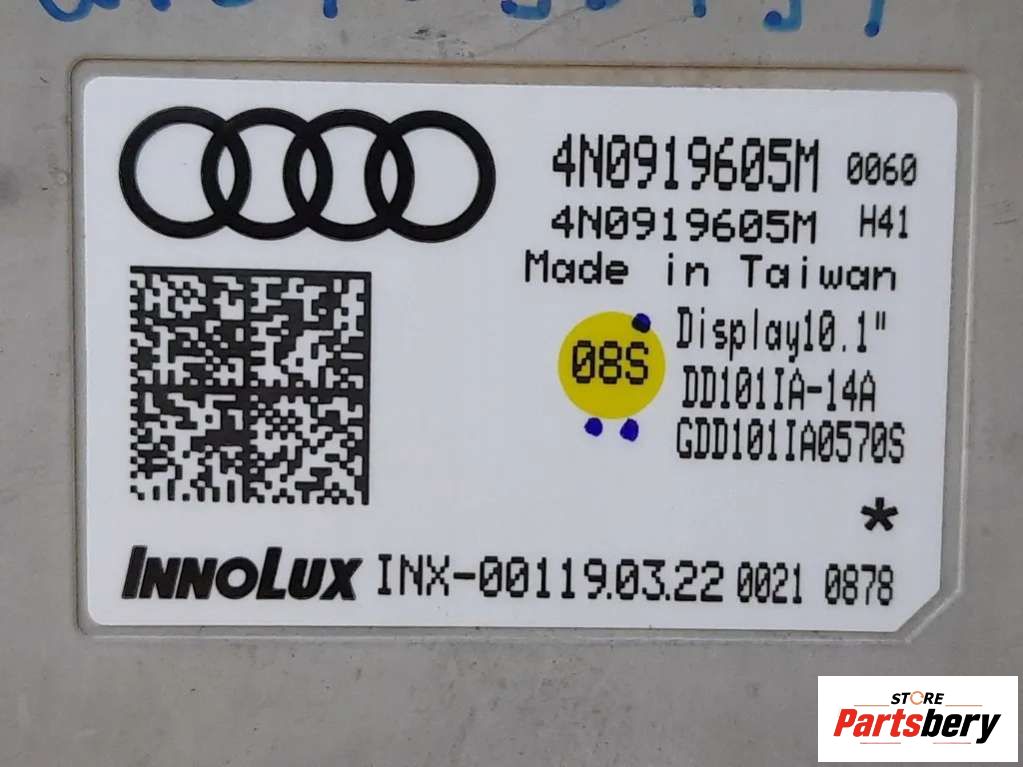 4N0919605M 0060
4N0919605M H41
Made in Taiwan
Display10.1"
08S
DD101IA-14A
GDD101IA0570S
*
INNOLUX INX-00119.03.22 0021 0878
STORE
Partsbery